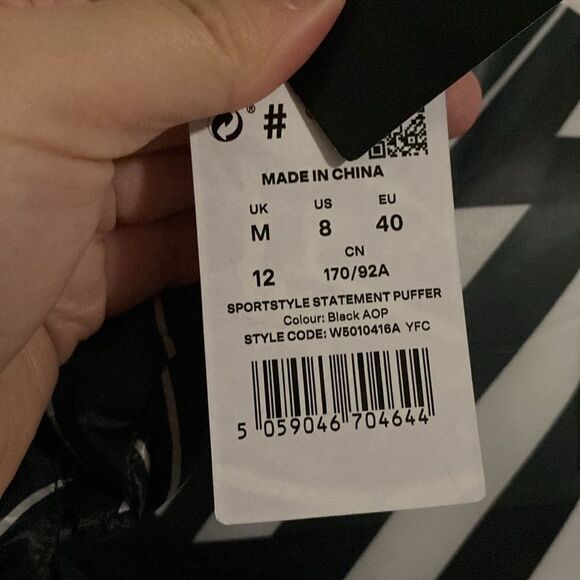 ® #
MADE IN CHINA
UK US EU
M 8 40
CN
12 170/92A
SPORTSTYLE STATEMENT PUFFER
Colour: Black AOP
STYLE CODE: W5010416A YFC
5 059046 704644